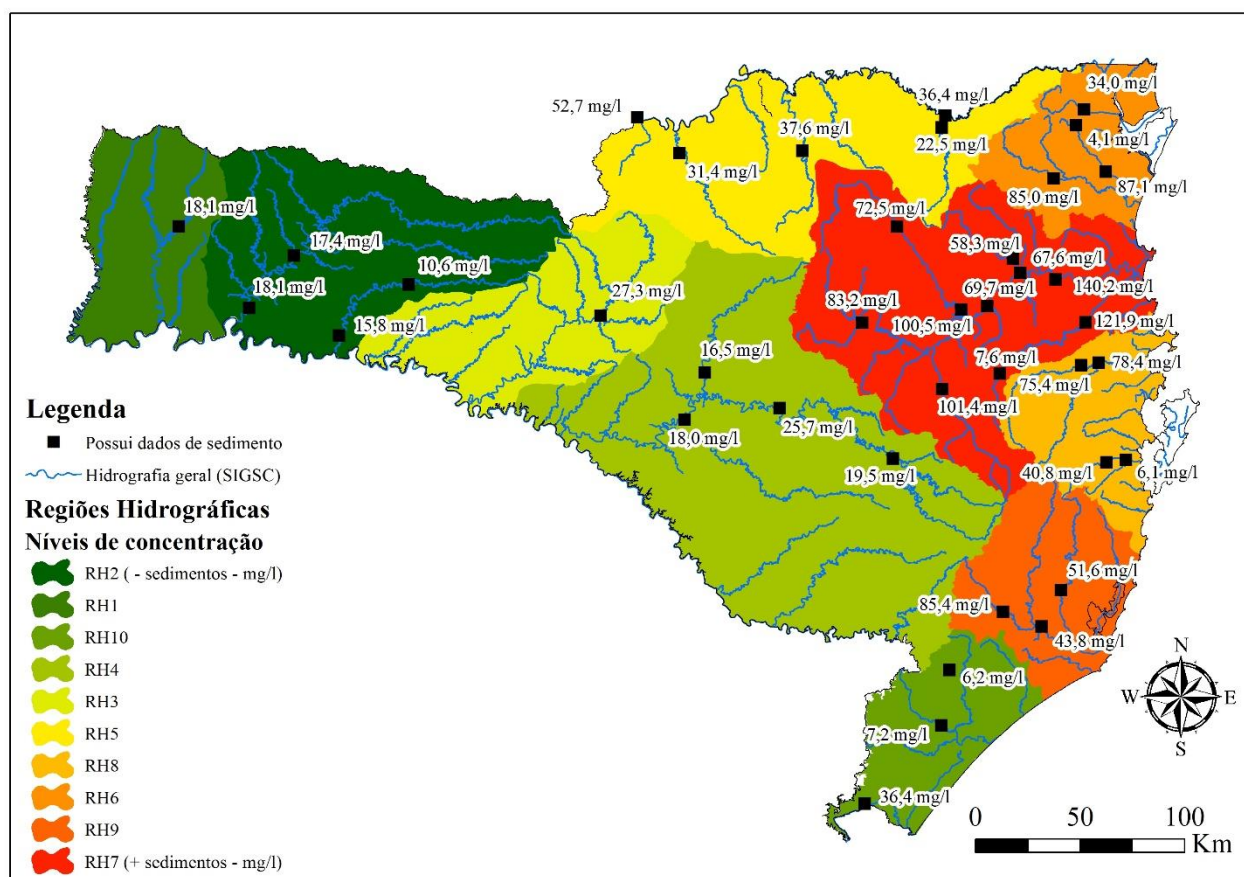 34,0 mg/l
36,4 mg/l
52,7 mg/l
37,6 mg/l
4,1 mg/l
22,5 mg/l
31,4 mg/l
87,1 mg/l
85,0 mg/l
18,1 mg/l
72,5 mg/l
17,4 mg/l
58,3 mg/l
67,6 mg/l
10,6 mg/l
140,2 mg/l
27,3 mg/l
69,7 mg/l
18,1 mg/l
83,2 mg/l
121,9 mg/l
15,8 mg/l
100,5 mg/l
16,5 mg/l
7,6 mg/l
78,4 mg/l
75,4 mg/l
101,4 mg/l
Legenda
Possui dados de sedimento
Hidrografia geral (SIGSC)
25,7 mg/l
18,0 mg/l
40,8 mg/l
6,1 mg/l
19,5 mg/l
Regiões Hidrográficas
Níveis de concentração
RH2 ( - sedimentos - mg/l)
RH1
RH10
RH4
RH3
RH5
RH8
RH6
RH9
RH7 (+ sedimentos - mg/l)
51,6 mg/l
85,4 mg/l
43,8 mg/l
6,2 mg/l
7,2 mg/l
36,4 mg/l
N
W
E
S
0 50 100
Km